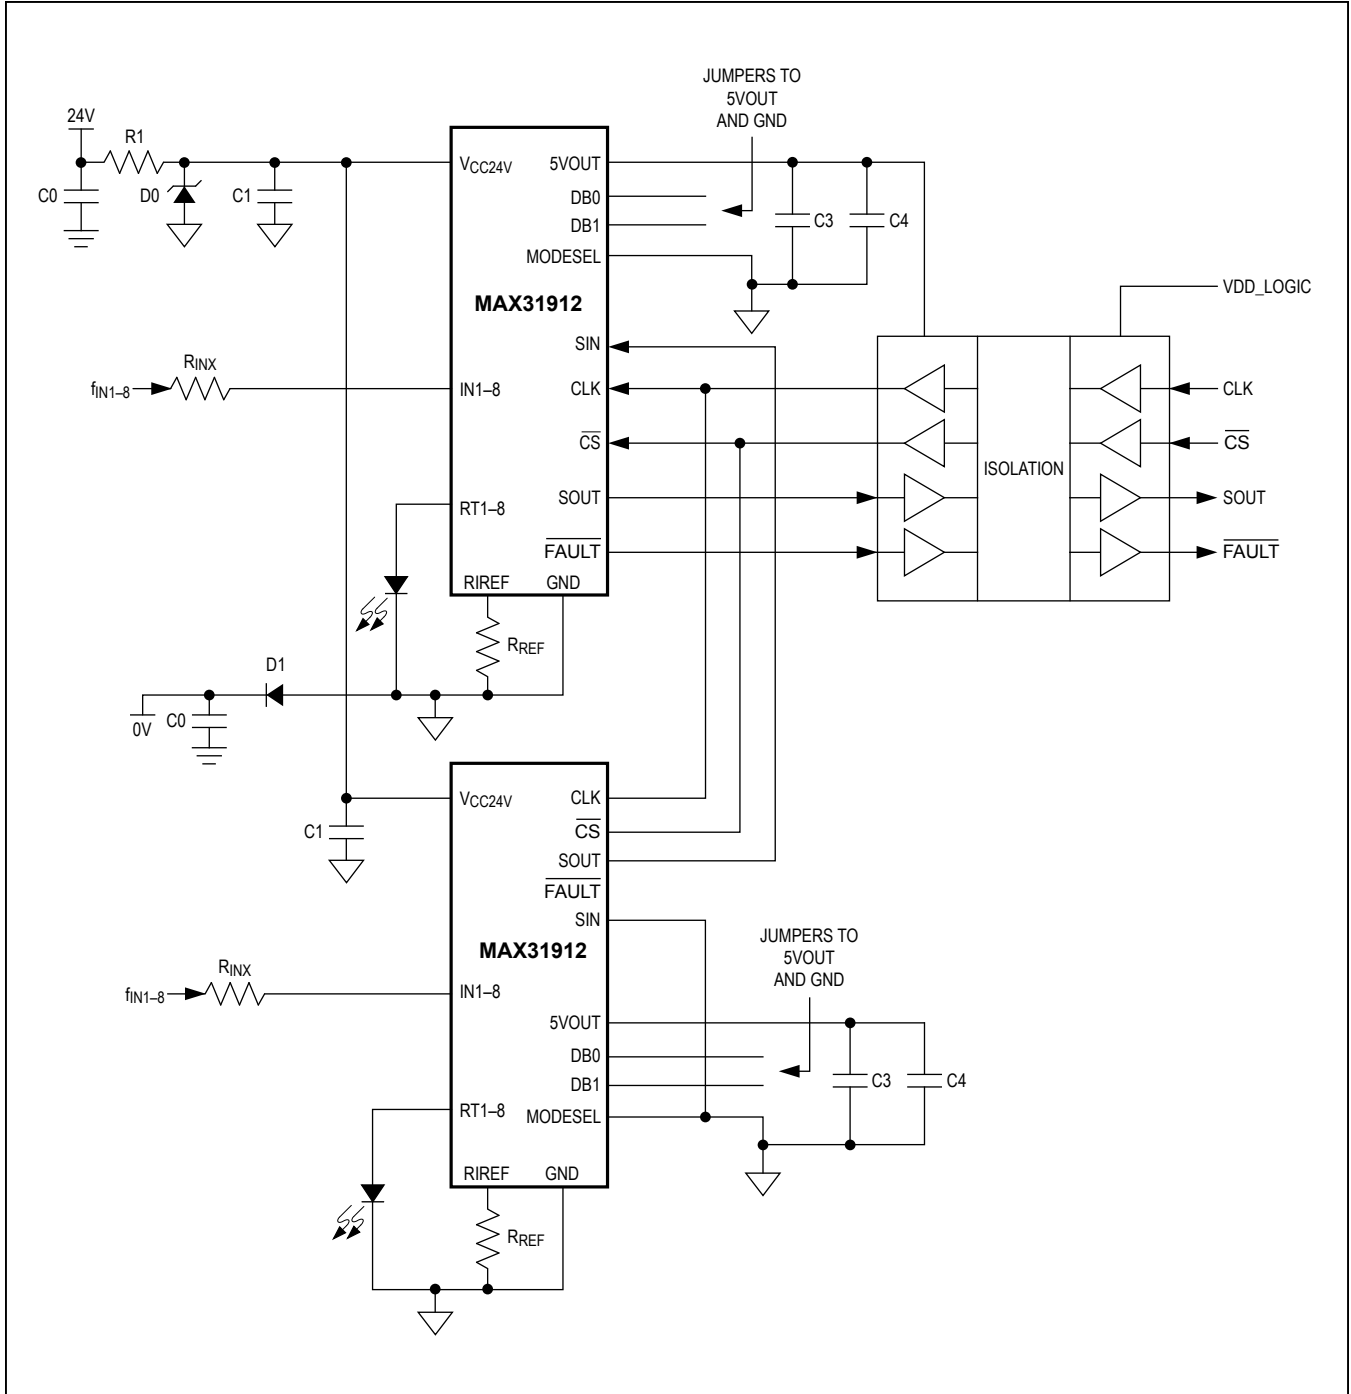 JUMPERS TO
5VOUT
AND GND
24V
R1
C0
D0
C1
VCC24V
5VOUT
DB0
DB1
MODESEL
C3
C4
MAX31912
VDD_LOGIC
SIN
fIN1–8
RINX
IN1–8
CLK
CLK
CS
CS
ISOLATION
RT1–8
SOUT
SOUT
FAULT
FAULT
RIREF
GND
RREF
D1
0V
C0
VCC24V
CLK
C1
CS
SOUT
FAULT
SIN
MAX31912
JUMPERS TO
5VOUT
AND GND
fIN1–8
RINX
IN1–8
5VOUT
DB0
DB1
C3
C4
RT1–8
MODESEL
RIREF
GND
RREF